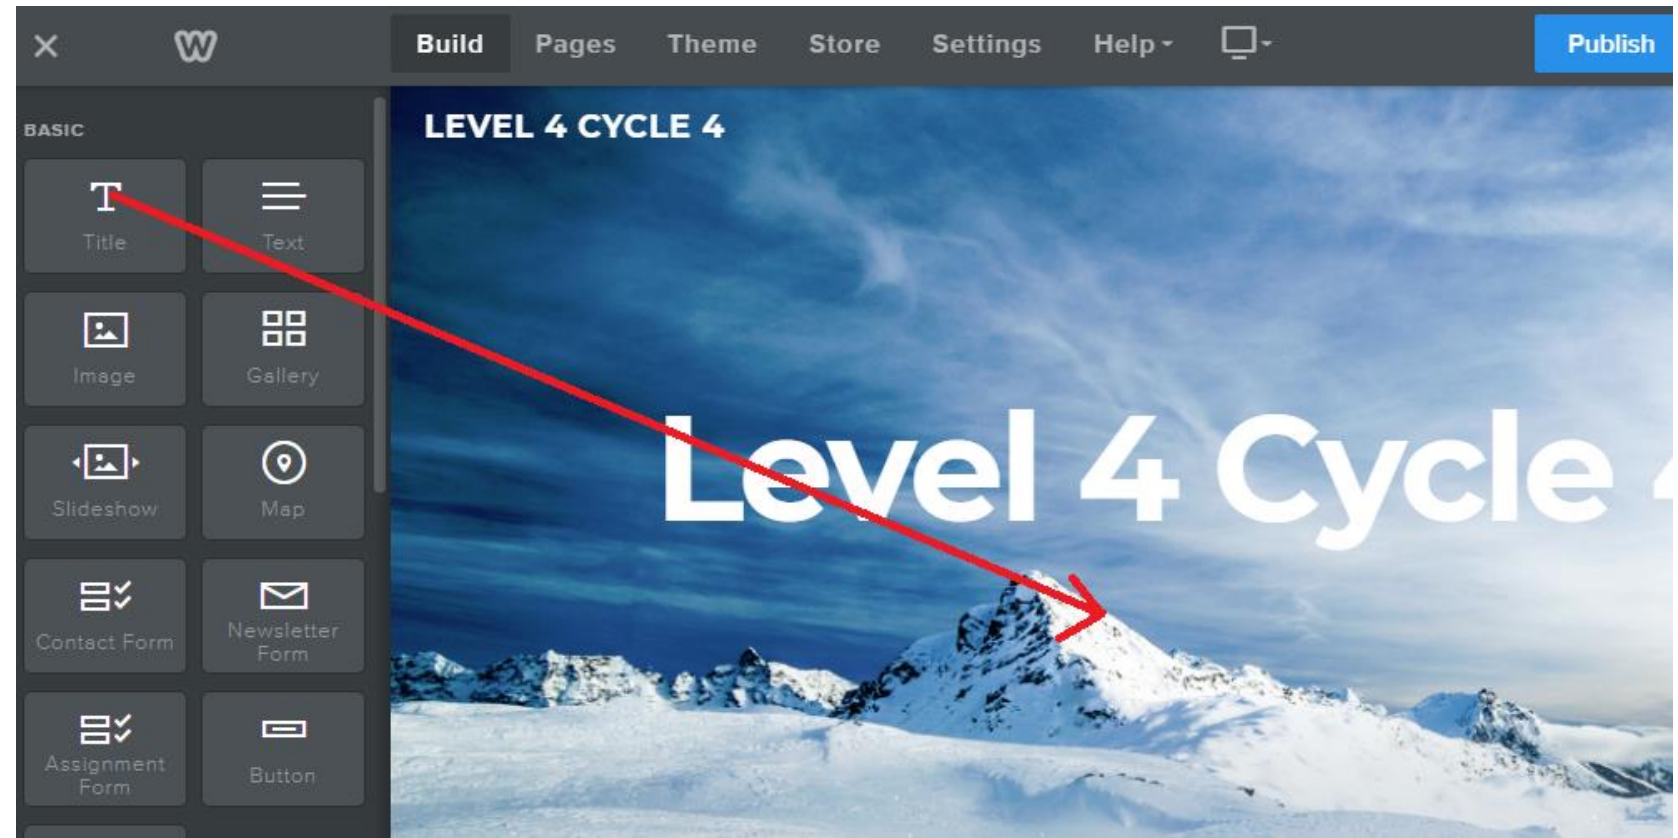 Build Pages Theme Store Settings Help Publish
BASIC
Title Text
Image Gallery
Slideshow Map
Contact Form Newsletter
Form
Assignment
Form
Button
LEVEL 4 CYCLE 4
Level 4 Cycle 4